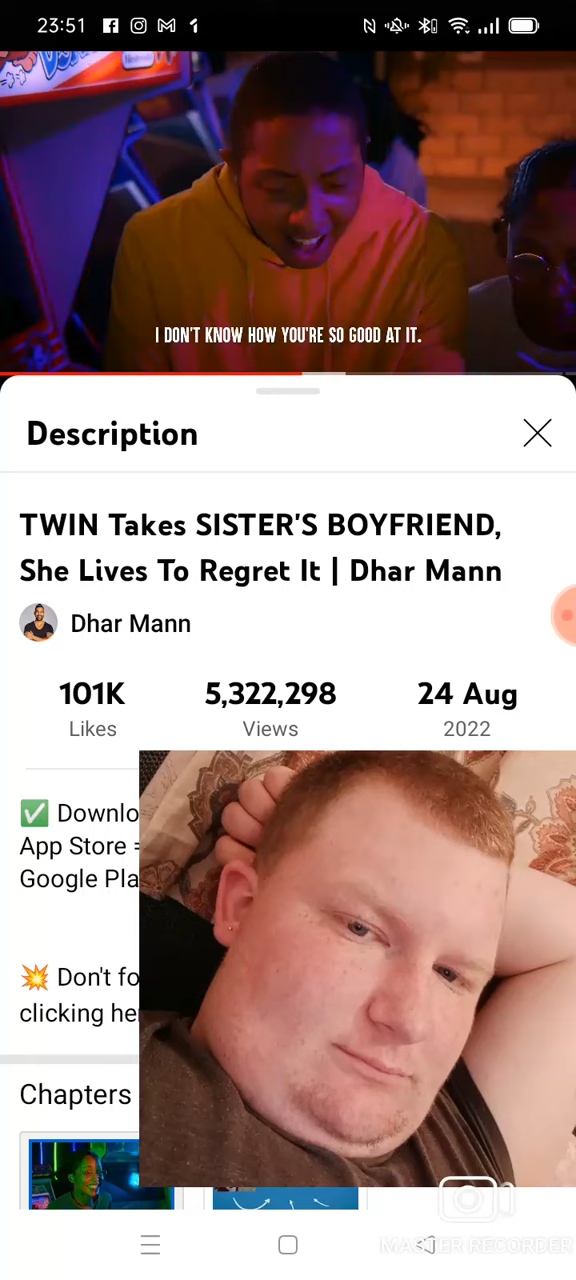 23:51
I DON'T KNOW HOW YOU'RE SO GOOD AT IT.
Description
TWIN Takes SISTER'S BOYFRIEND,
She Lives To Regret It | Dhar Mann
Dhar Mann
101K
5,322,298
24 Aug
Likes
Views
2022
✅ Downlo
App Store =
Google Pla
💥 Don't fo
clicking he
Chapters
MASTER RECORDER